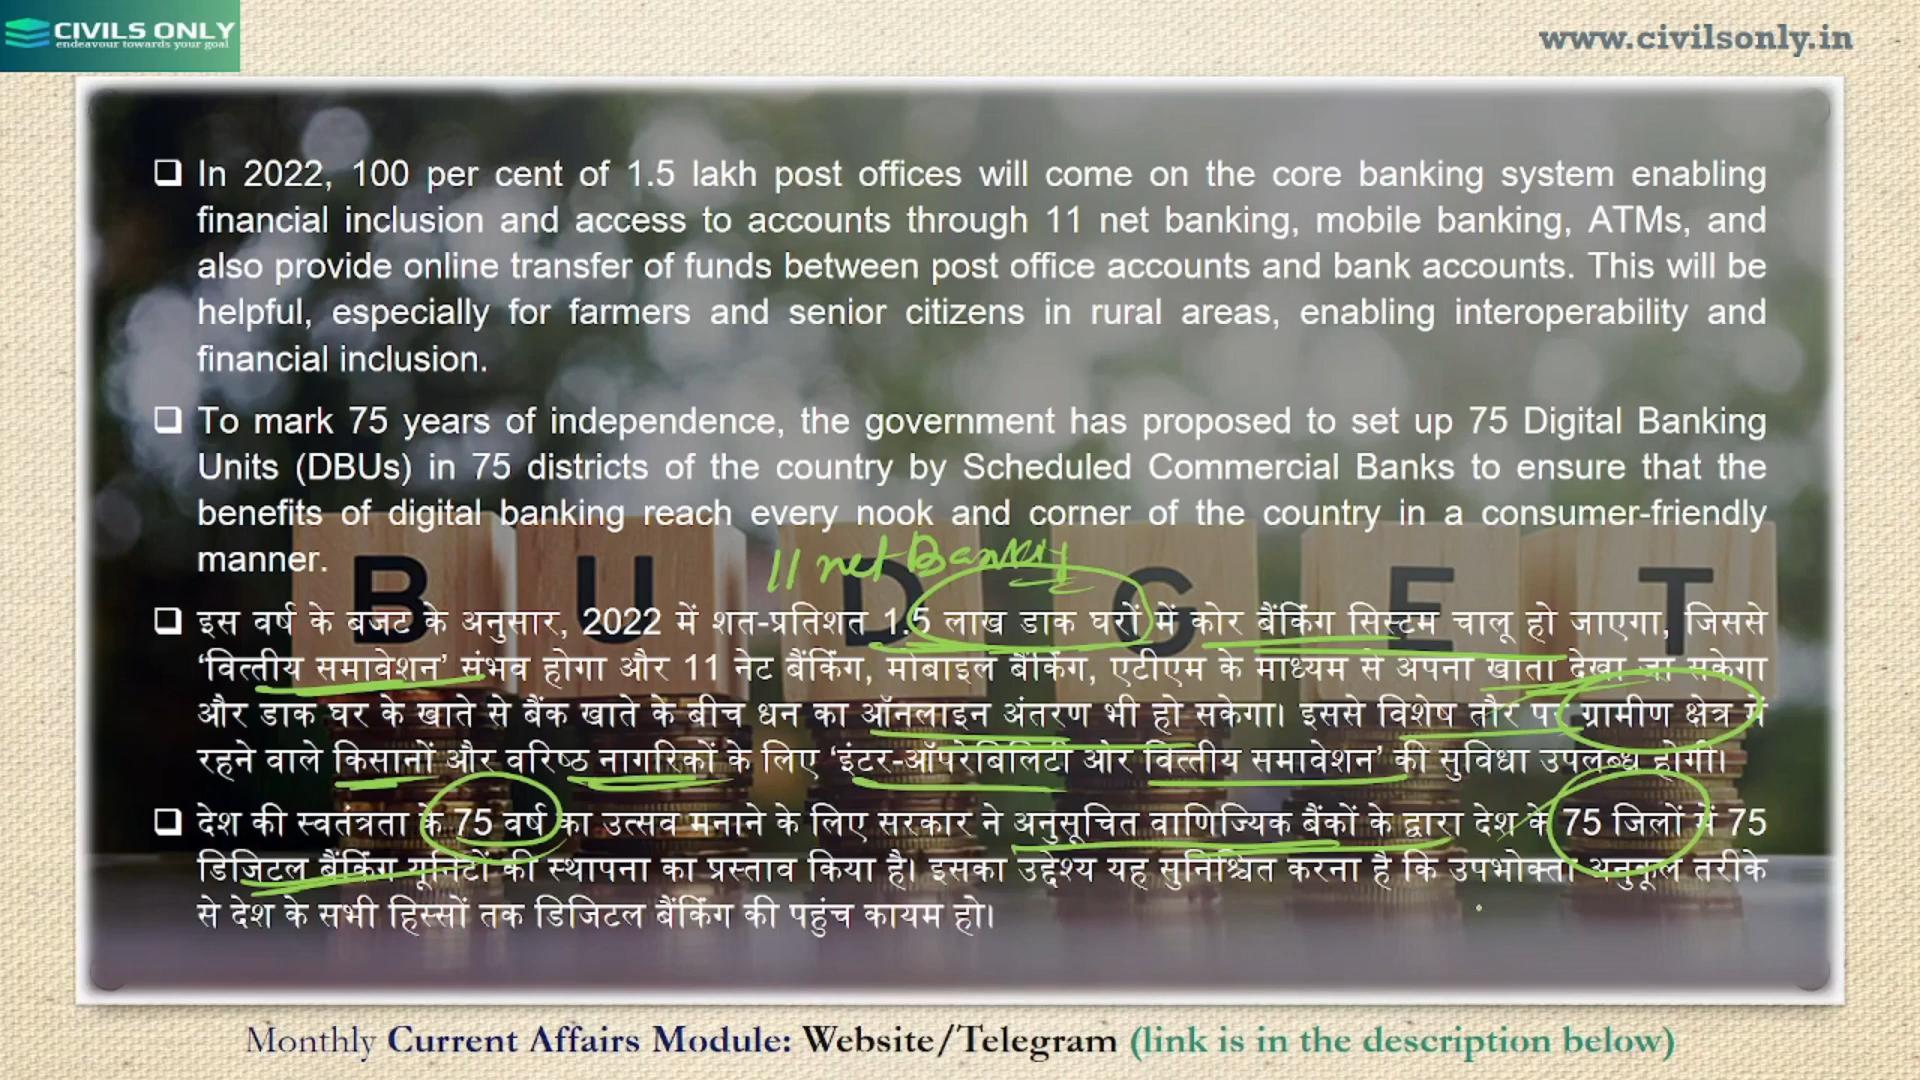 CIVILS ONLY
endeavour towards your goal
www.civilsonly.in
❑ In 2022, 100 per cent of 1.5 lakh post offices will come on the core banking system enabling
financial inclusion and access to accounts through 11 net banking, mobile banking, ATMs, and
also provide online transfer of funds between post office accounts and bank accounts. This will be
helpful, especially for farmers and senior citizens in rural areas, enabling interoperability and
financial inclusion.
❑ To mark 75 years of independence, the government has proposed to set up 75 Digital Banking
Units (DBUs) in 75 districts of the country by Scheduled Commercial Banks to ensure that the
benefits of digital banking reach every nook and corner of the country in a consumer-friendly
manner.
11 net Banking
BUDGET
❑ इस वर्ष के बजट के अनुसार, 2022 में शत-प्रतिशत 1.5 लाख डाक घरों में कोर बैंकिंग सिस्टम चालू हो जाएगा, जिससे
‘वित्तीय समावेशन’ संभव होगा और 11 नेट बैंकिंग, मोबाइल बैंकिंग, एटीएम के माध्यम से अपना खाता देखा जा सकेगा
और डाक घर के खाते से बैंक खाते के बीच धन का ऑनलाइन अंतरण भी हो सकेगा। इससे विशेष तौर पर ग्रामीण क्षेत्र में
रहने वाले किसानों और वरिष्ठ नागरिकों के लिए ‘इंटर-ऑपरेबिलिटी ओर वित्तीय समावेशन’ की सुविधा उपलब्ध होगी।
❑ देश की स्वतंत्रता के 75 वर्ष का उत्सव मनाने के लिए सरकार ने अनुसूचित वाणिज्यिक बैंकों के द्वारा देश के 75 जिलों में 75
डिजिटल बैंकिंग यूनिटों की स्थापना का प्रस्ताव किया है। इसका उद्देश्य यह सुनिश्चित करना है कि उपभोक्ता अनुकूल तरीके
से देश के सभी हिस्सों तक डिजिटल बैंकिंग की पहुंच कायम हो।
Monthly Current Affairs Module: Website/Telegram (link is in the description below)